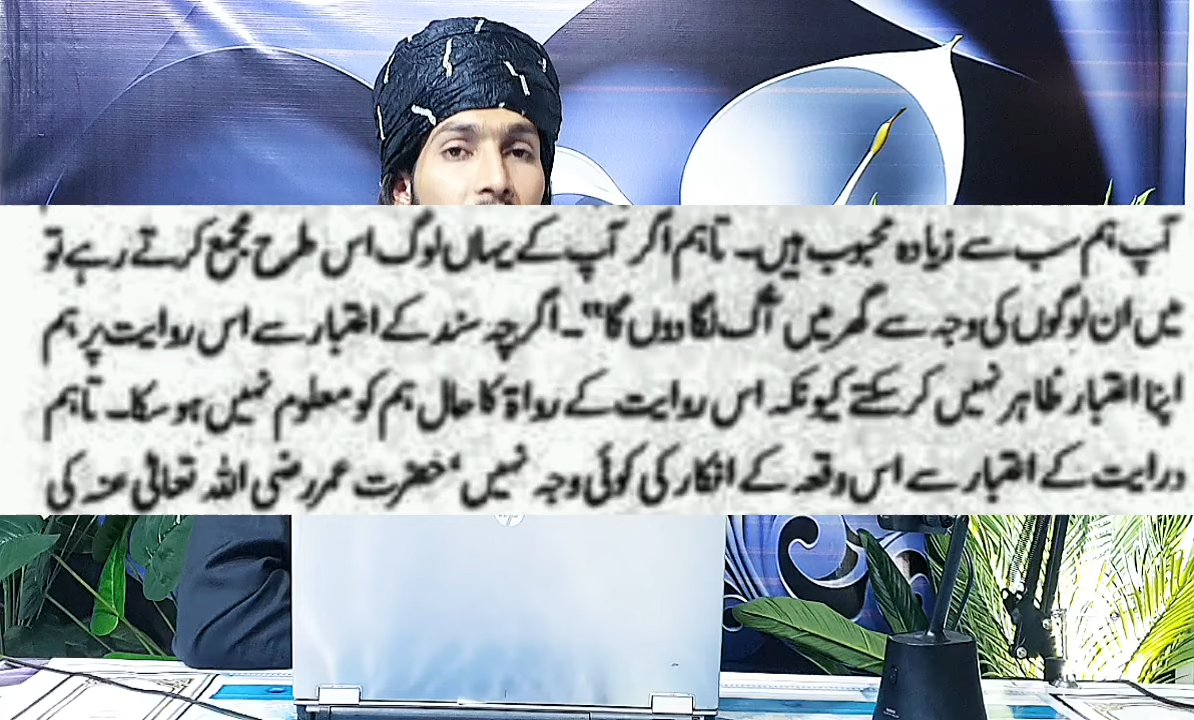 آپ ہم سب سے زیادہ محبوب ہیں۔ تاہم اگر آپ کے یہاں لوگ اس طرح مجمع کرتے رہے تو
میں ان لوگوں کی وجہ سے گھر میں آگ لگا دوں گا“۔ اگرچہ سند کے اعتبار سے اس روایت پر ہم
اپنا اعتبار ظاہر نہیں کر سکتے کیونکہ اس روایت کے رواۃ کا حال ہم کو معلوم نہیں ہو سکا۔ تاہم
درایت کے اعتبار سے اس واقعہ کے انکار کی کوئی وجہ نہیں‘ حضرت عمر رضی اللہ تعالٰی عنہ کی
hp